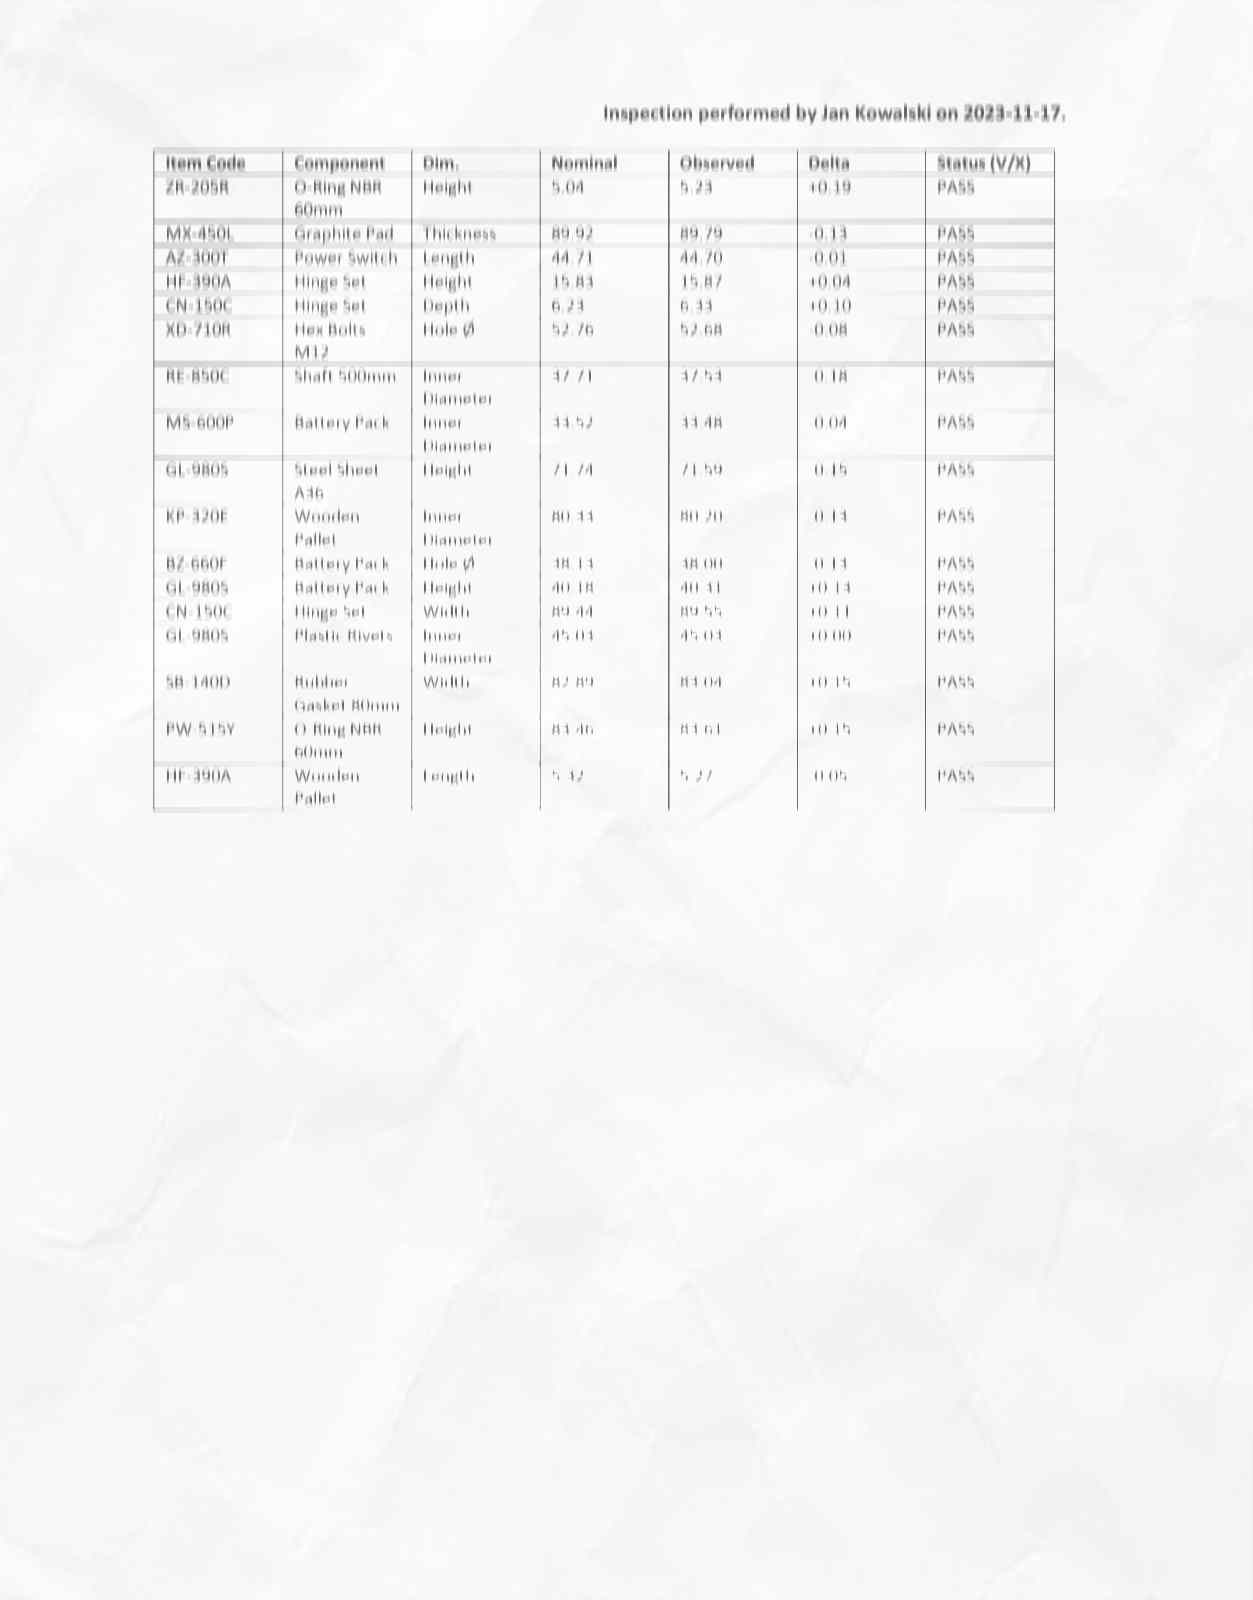 Inspection performed by Jan Kowalski on 2023-11-17.
Item Code Component Dim. Nominal Observed Delta Status (V/X)
ZR-205R O-Ring NBR Height 5.04 5.23 +0.19 PASS
60mm
MX-450L Graphite Pad Thickness 89.92 89.79 -0.13 PASS
AZ-300T Power Switch Length 44.71 44.70 -0.01 PASS
HF-390A Hinge Set Height 15.83 15.87 +0.04 PASS
CN-150C Hinge Set Depth 6.23 6.33 +0.10 PASS
XD-710R Hex Bolts Hole Ø 52.76 52.68 -0.08 PASS
M12
RE-850C Shaft 500mm Inner 37.71 37.53 -0.18 PASS
Diameter
MS-600P Battery Pack Inner 33.52 33.48 -0.04 PASS
Diameter
GL-980S Steel Sheet Height 71.74 71.59 -0.15 PASS
A36
KP-320E Wooden Inner 80.33 80.20 -0.13 PASS
Pallet Diameter
BZ-660F Battery Pack Hole Ø 38.13 38.00 -0.13 PASS
GL-980S Battery Pack Height 40.18 40.31 +0.13 PASS
CN-150C Hinge Set Width 89.44 89.55 +0.11 PASS
GL-980S Plastic Rivets Inner 45.03 45.03 +0.00 PASS
Diameter
SB-140D Rubber Width 82.89 83.04 +0.15 PASS
Gasket 80mm
PW-515Y O-Ring NBR Height 83.46 83.61 +0.15 PASS
60mm
HF-390A Wooden Length 5.32 5.27 -0.05 PASS
Pallet